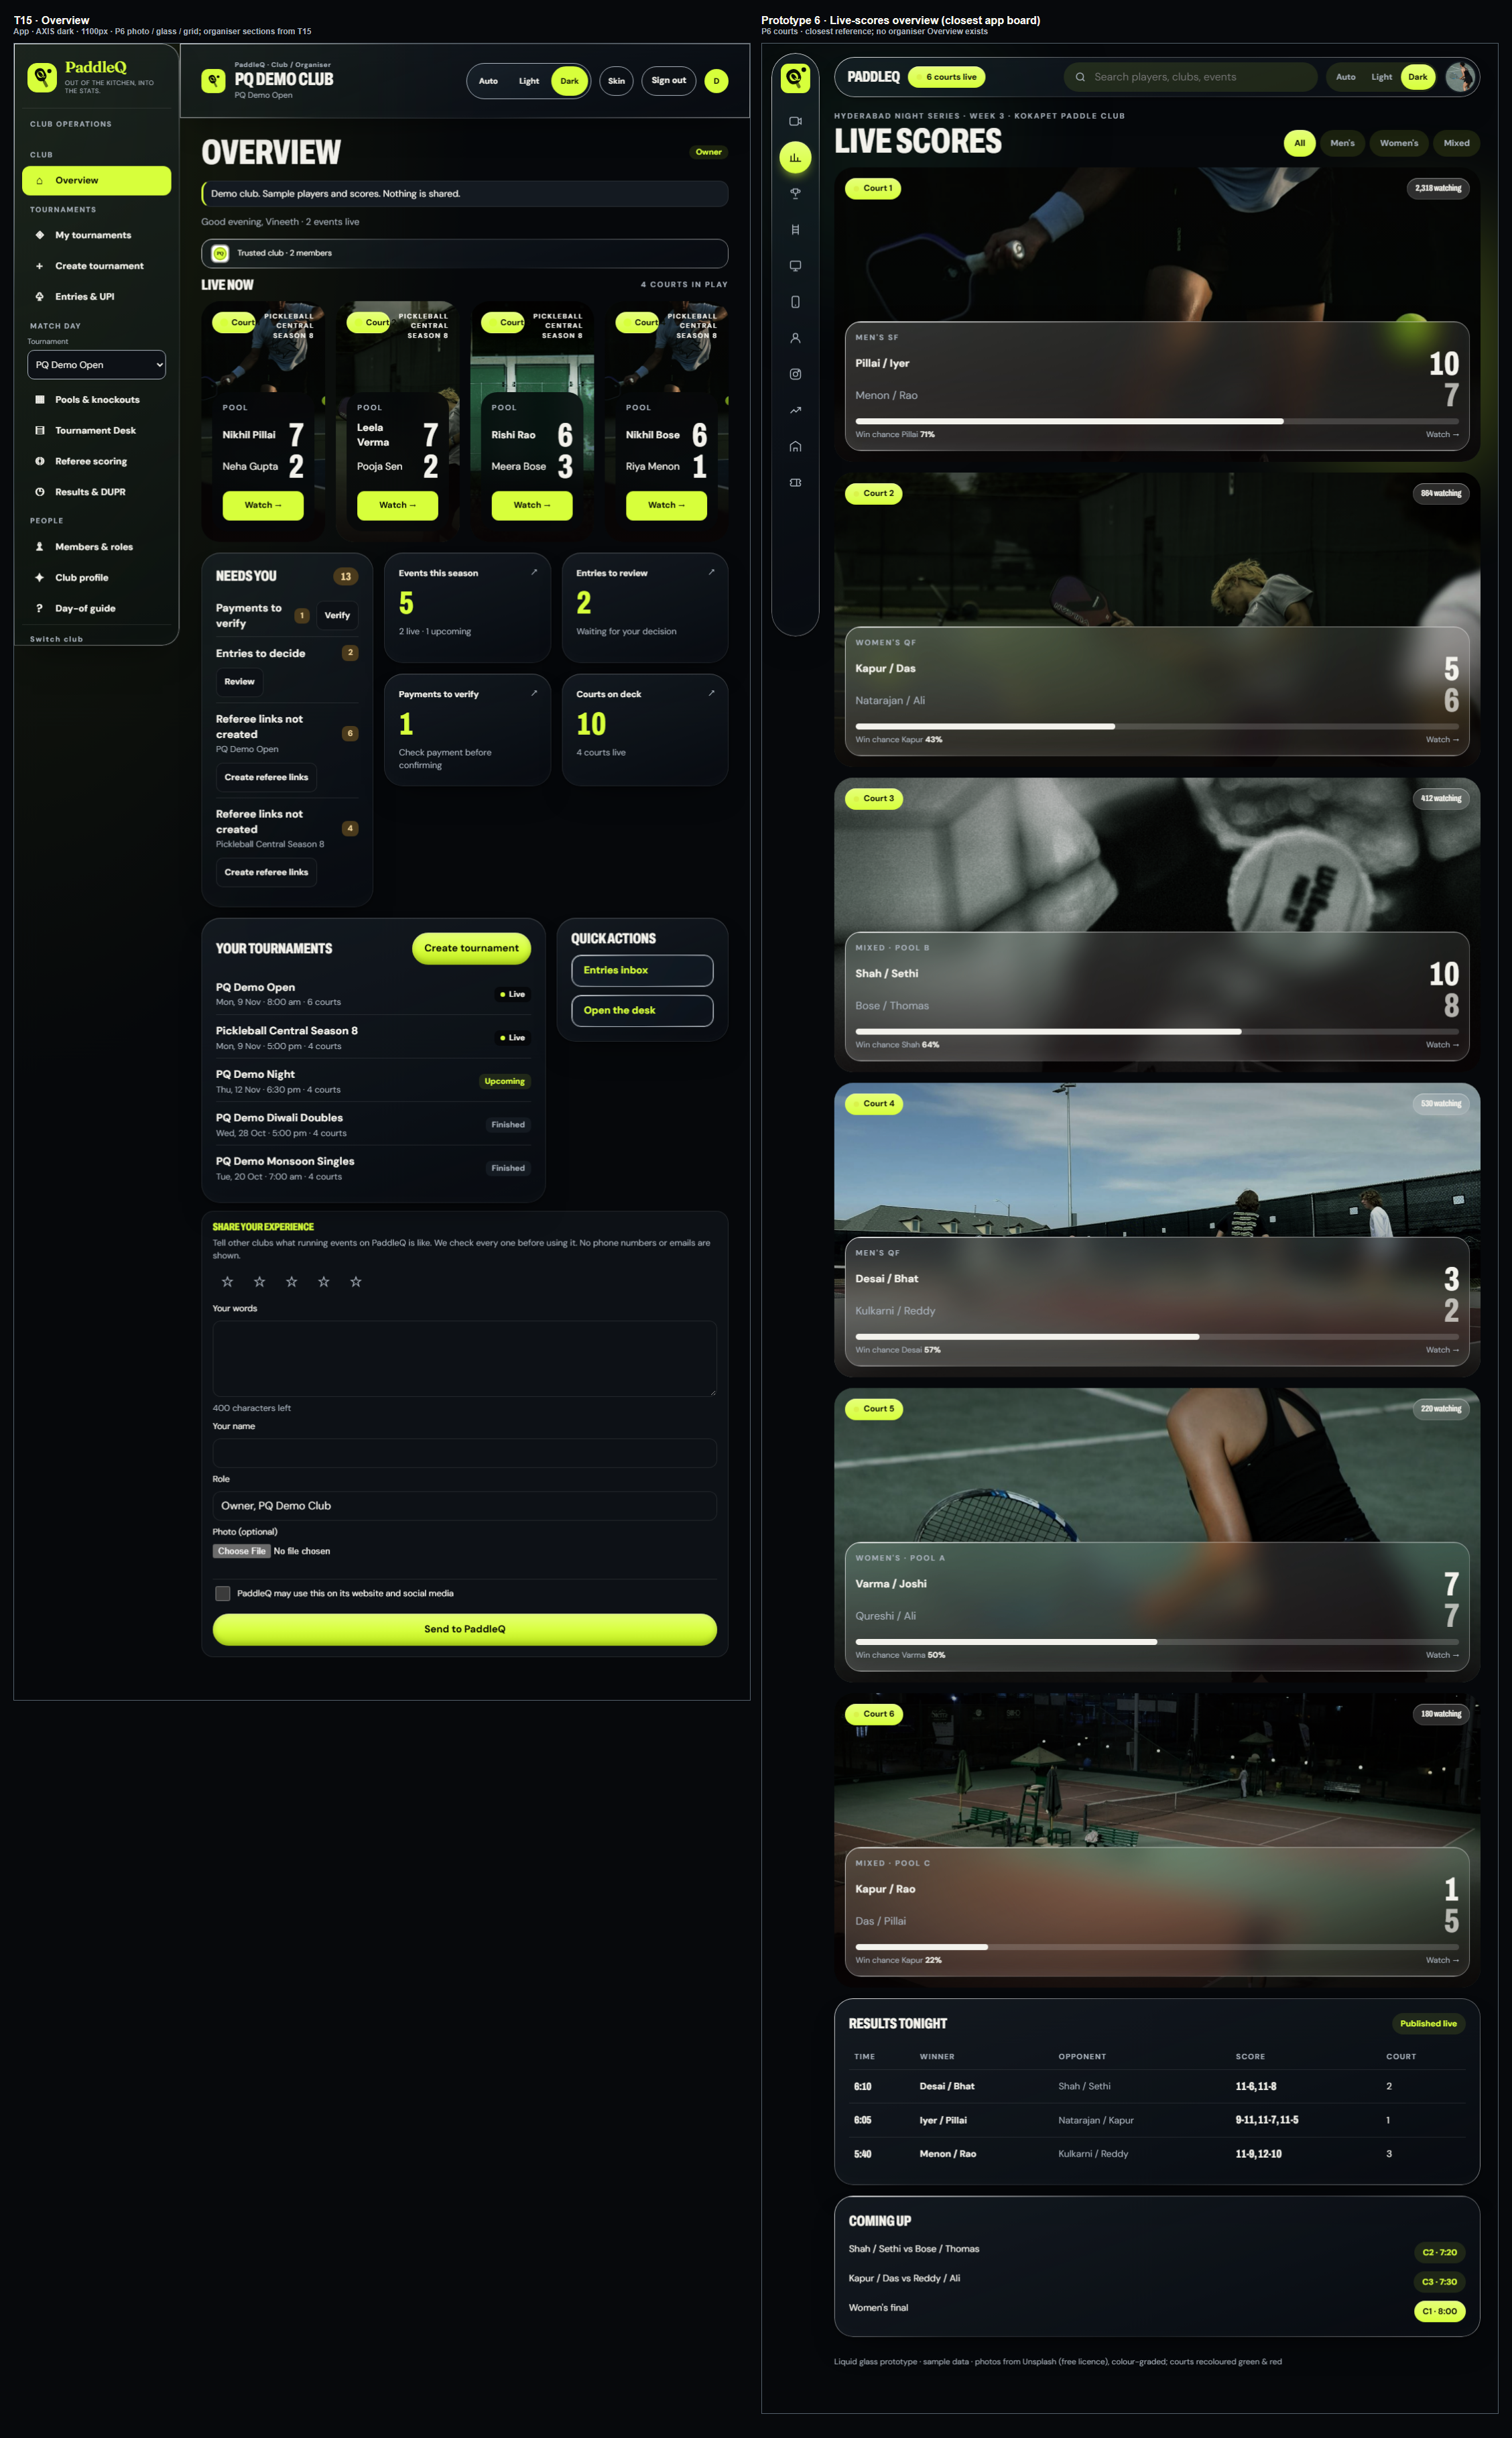 T15 · Overview
App · AXIS dark · 1100px · P6 photo / glass / grid; organiser sections from T15
PaddleQ
OUT OF THE KITCHEN, INTO
THE STATS.
CLUB OPERATIONS
CLUB
Overview
TOURNAMENTS
My tournaments
Create tournament
Entries & UPI
MATCH DAY
Tournament
PQ Demo Open
Pools & knockouts
Tournament Desk
Referee scoring
Results & DUPR
PEOPLE
Members & roles
Club profile
Day-of guide
Switch club
PaddleQ · Club / Organiser
PQ DEMO CLUB
PQ Demo Open
Auto
Light
Dark
Skin
Sign out
D
OVERVIEW
Owner
Demo club. Sample players and scores. Nothing is shared.
Good evening, Vineeth · 2 events live
PQ
Trusted club · 2 members
LIVE NOW
4 COURTS IN PLAY
Court
PICKLEBALL
CENTRAL
SEASON 8
POOL
Nikhil Pillai 7
Neha Gupta 2
Watch →
Court
PICKLEBALL
CENTRAL
SEASON 8
POOL
Leela
Verma 7
Pooja Sen 2
Watch →
Court
PICKLEBALL
CENTRAL
SEASON 8
POOL
Rishi Rao 6
Meera Bose 3
Watch →
Court
PICKLEBALL
CENTRAL
SEASON 8
POOL
Nikhil Bose 6
Riya Menon 1
Watch →
NEEDS YOU 13
Payments to
verify
1
Verify
Entries to decide 2
Review
Referee links not
created
6
PQ Demo Open
Create referee links
Referee links not
created
4
Pickleball Central Season 8
Create referee links
Events this season ↗
5
2 live · 1 upcoming
Entries to review ↗
2
Waiting for your decision
Payments to verify ↗
1
Check payment before
confirming
Courts on deck ↗
10
4 courts live
YOUR TOURNAMENTS
Create tournament
PQ Demo Open
Mon, 9 Nov · 8:00 am · 6 courts
Live
Pickleball Central Season 8
Mon, 9 Nov · 5:00 pm · 4 courts
Live
PQ Demo Night
Thu, 12 Nov · 6:30 pm · 4 courts
Upcoming
PQ Demo Diwali Doubles
Wed, 28 Oct · 5:00 pm · 4 courts
Finished
PQ Demo Monsoon Singles
Tue, 20 Oct · 7:00 am · 4 courts
Finished
QUICK ACTIONS
Entries inbox
Open the desk
SHARE YOUR EXPERIENCE
Tell other clubs what running events on PaddleQ is like. We check every one before using it. No phone numbers or emails are
shown.
Your words
400 characters left
Your name
Role
Owner, PQ Demo Club
Photo (optional)
Choose File No file chosen
PaddleQ may use this on its website and social media
Send to PaddleQ
Prototype 6 · Live-scores overview (closest app board)
P6 courts · closest reference; no organiser Overview exists
PADDLEQ
6 courts live
Search players, clubs, events
Auto
Light
Dark
HYDERABAD NIGHT SERIES · WEEK 3 · KOKAPET PADDLE CLUB
LIVE SCORES
All
Men's
Women's
Mixed
Court 1
2,318 watching
MEN'S SF
Pillai / Iyer 10
Menon / Rao 7
Win chance Pillai 71%
Watch →
Court 2
864 watching
WOMEN'S QF
Kapur / Das 5
Natarajan / Ali 6
Win chance Kapur 43%
Watch →
Court 3
412 watching
MIXED · POOL B
Shah / Sethi 10
Bose / Thomas 8
Win chance Shah 64%
Watch →
Court 4
530 watching
MEN'S QF
Desai / Bhat 3
Kulkarni / Reddy 2
Win chance Desai 57%
Watch →
Court 5
220 watching
WOMEN'S · POOL A
Varma / Joshi 7
Qureshi / Ali 7
Win chance Varma 50%
Watch →
Court 6
180 watching
MIXED · POOL C
Kapur / Rao 1
Das / Pillai 5
Win chance Kapur 22%
Watch →
RESULTS TONIGHT
Published live
TIME WINNER OPPONENT SCORE COURT
6:10 Desai / Bhat Shah / Sethi 11-6, 11-8 2
6:05 Iyer / Pillai Natarajan / Kapur 9-11, 11-7, 11-5 1
5:40 Menon / Rao Kulkarni / Reddy 11-9, 12-10 3
COMING UP
Shah / Sethi vs Bose / Thomas C2 · 7:20
Kapur / Das vs Reddy / Ali C3 · 7:30
Women's final C1 · 8:00
Liquid glass prototype · sample data · photos from Unsplash (free licence), colour-graded; courts recoloured green & red